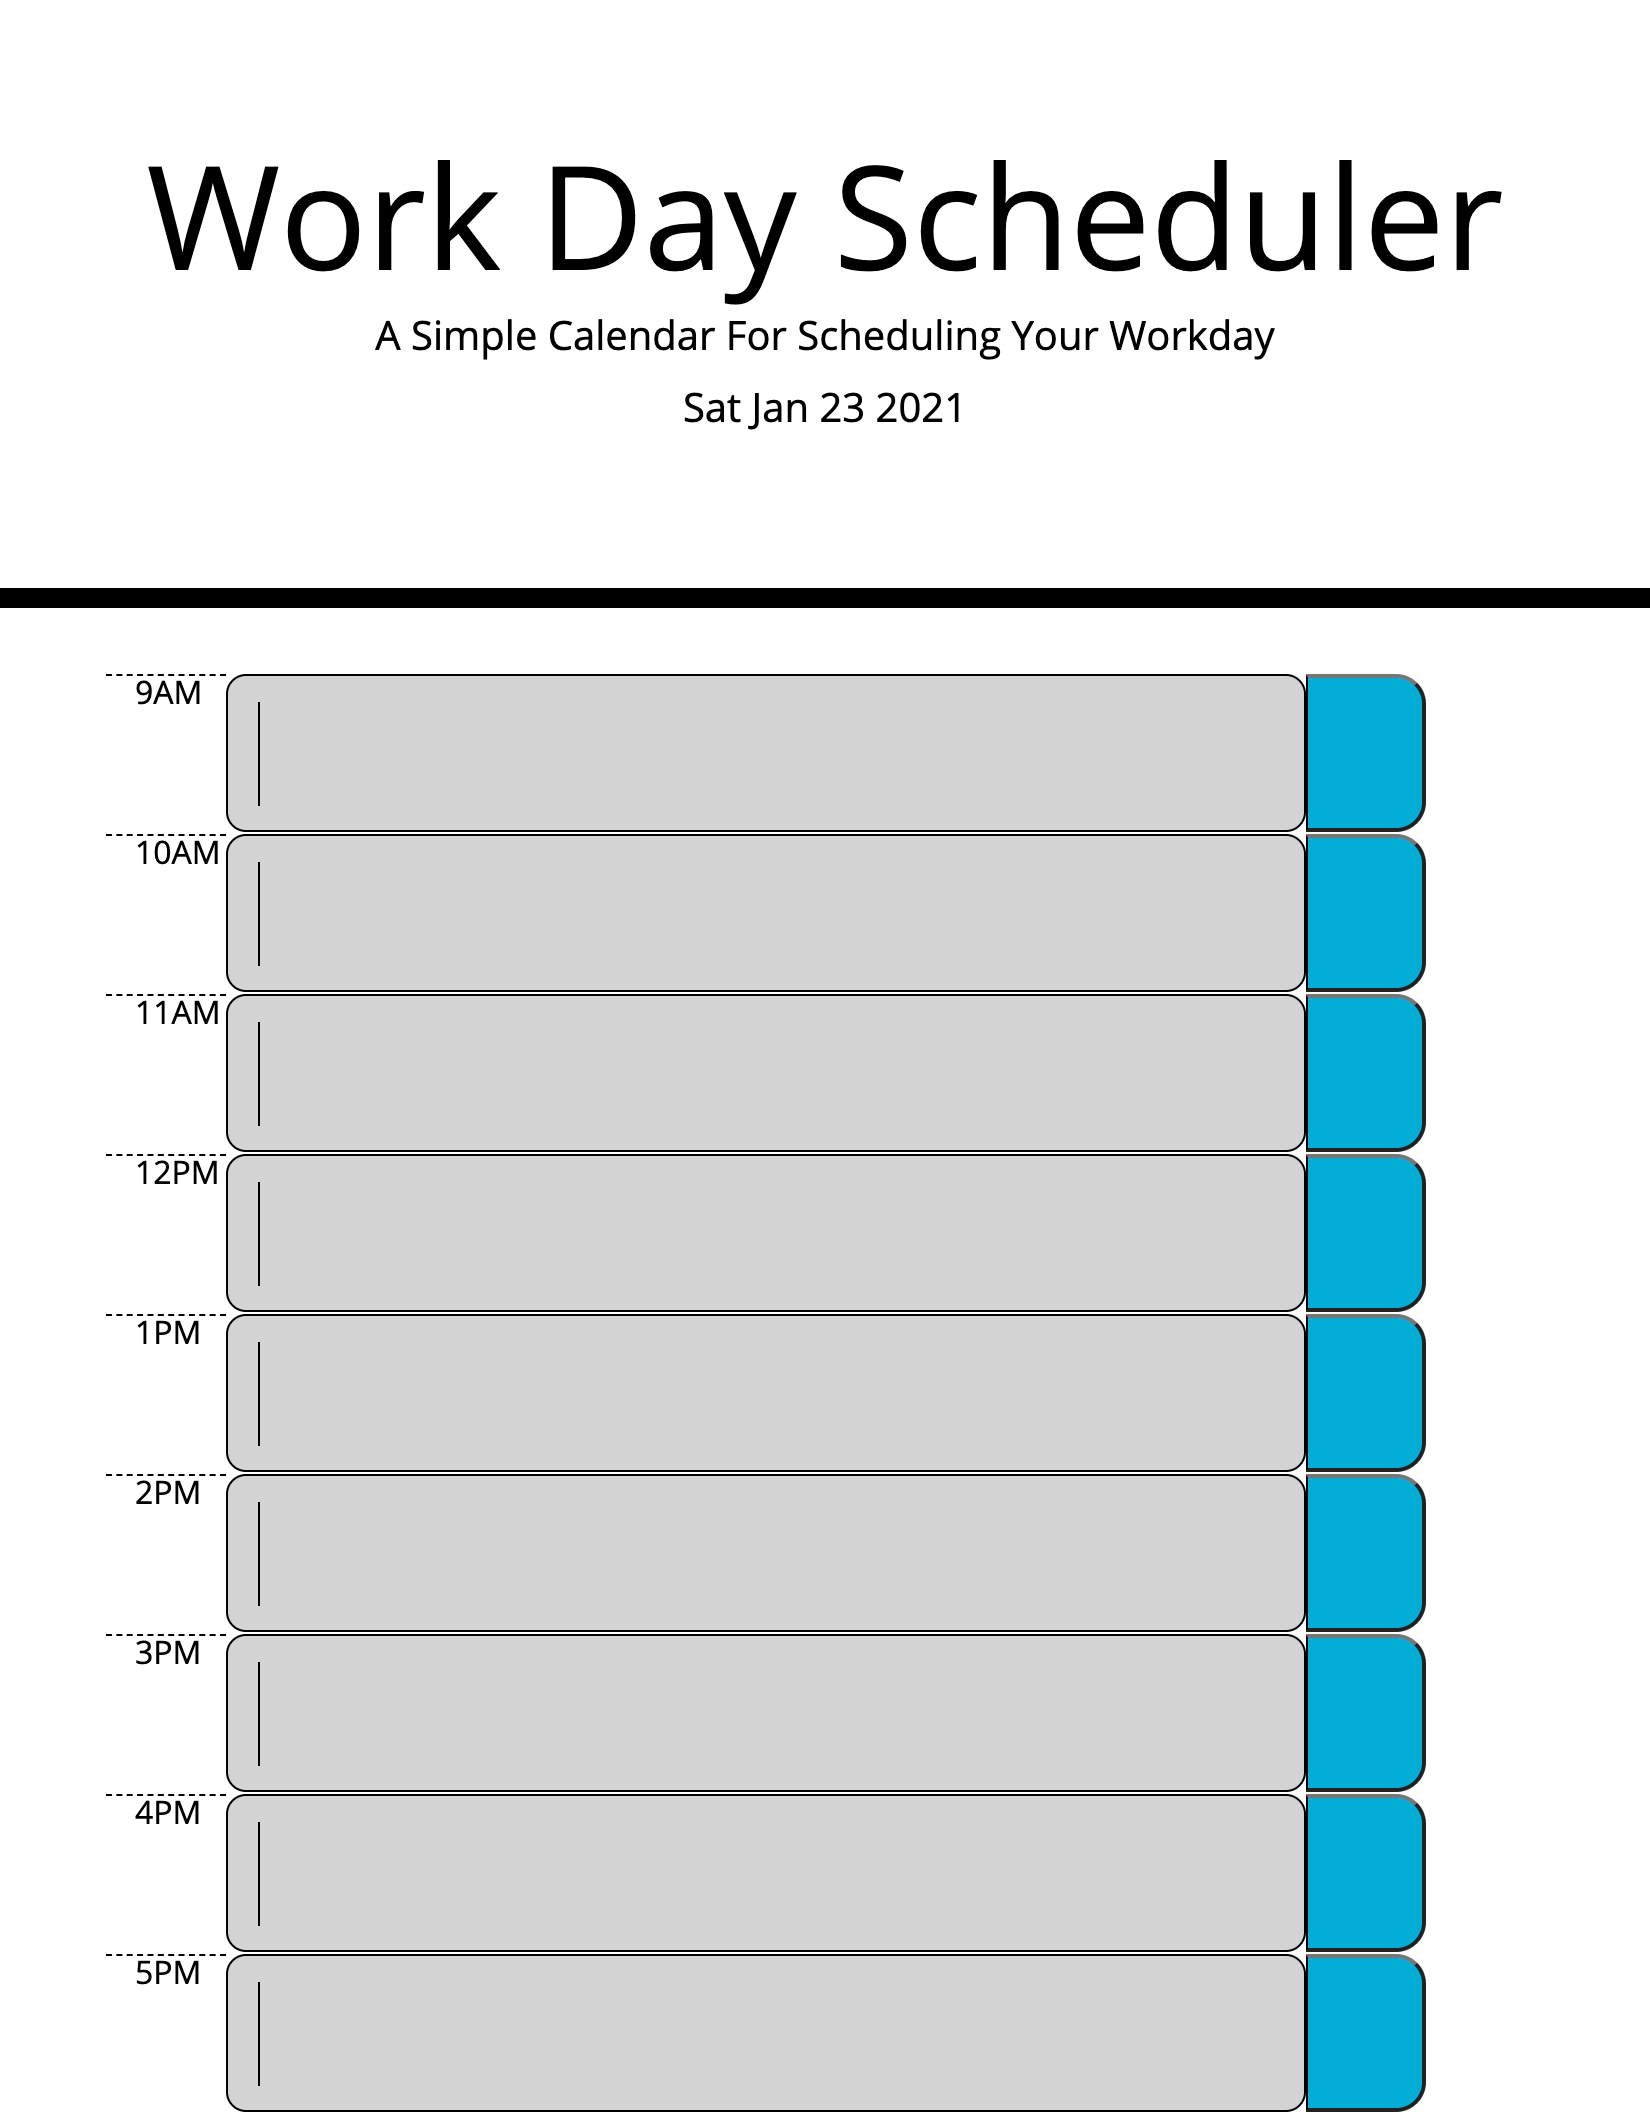 Work Day Scheduler
A Simple Calendar For Scheduling Your Workday
Sat Jan 23 2021
9AM
10AM
11AM
12PM
1PM
2PM
3PM
4PM
5PM